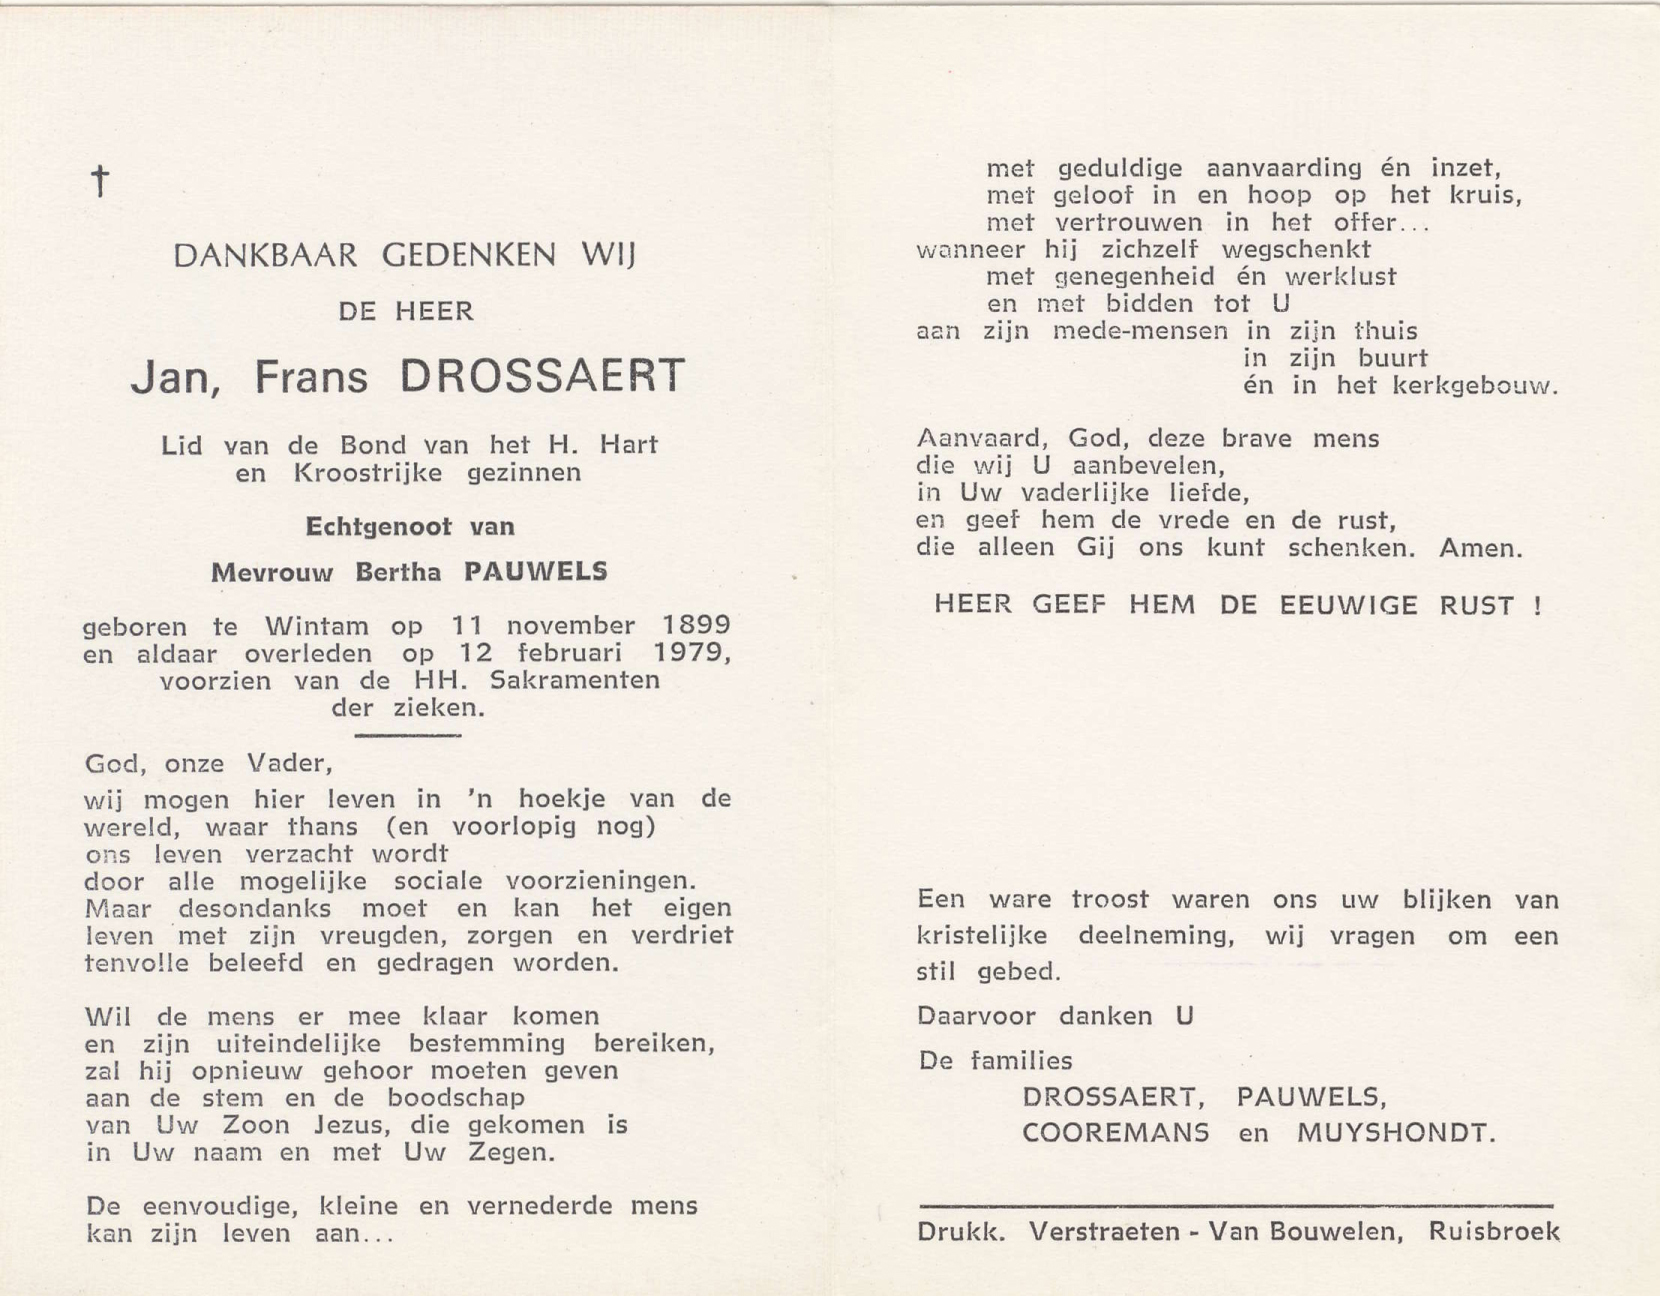 †
DANKBAAR GEDENKEN WIJ
DE HEER
Jan, Frans DROSSAERT
Lid van de Bond van het H. Hart
en Kroostrijke gezinnen
Echtgenoot van
Mevrouw Bertha PAUWELS
geboren te Wintam op 11 november 1899
en aldaar overleden op 12 februari 1979,
voorzien van de HH. Sakramenten
der zieken.
God, onze Vader,
wij mogen hier leven in 'n hoekje van de
wereld, waar thans (en voorlopig nog)
ons leven verzacht wordt
door alle mogelijke sociale voorzieningen.
Maar desondanks moet en kan het eigen
leven met zijn vreugden, zorgen en verdriet
tenvolle beleefd en gedragen worden.
Wil de mens er mee klaar komen
en zijn uiteindelijke bestemming bereiken,
zal hij opnieuw gehoor moeten geven
aan de stem en de boodschap
van Uw Zoon Jezus, die gekomen is
in Uw naam en met Uw Zegen.
De eenvoudige, kleine en vernederde mens
kan zijn leven aan...
met geduldige aanvaarding én inzet,
met geloof in en hoop op het kruis,
met vertrouwen in het offer...
wanneer hij zichzelf wegschenkt
met genegenheid én werklust
en met bidden tot U
aan zijn mede-mensen in zijn thuis
in zijn buurt
én in het kerkgebouw.
Aanvaard, God, deze brave mens
die wij U aanbevelen,
in Uw vaderlijke liefde,
en geef hem de vrede en de rust,
die alleen Gij ons kunt schenken. Amen.
HEER GEEF HEM DE EEUWIGE RUST !
Een ware troost waren ons uw blijken van
kristelijke deelneming, wij vragen om een
stil gebed.
Daarvoor danken U
De families
DROSSAERT, PAUWELS,
COOREMANS en MUYSHONDT.
Drukk. Verstraeten - Van Bouwelen, Ruisbroek